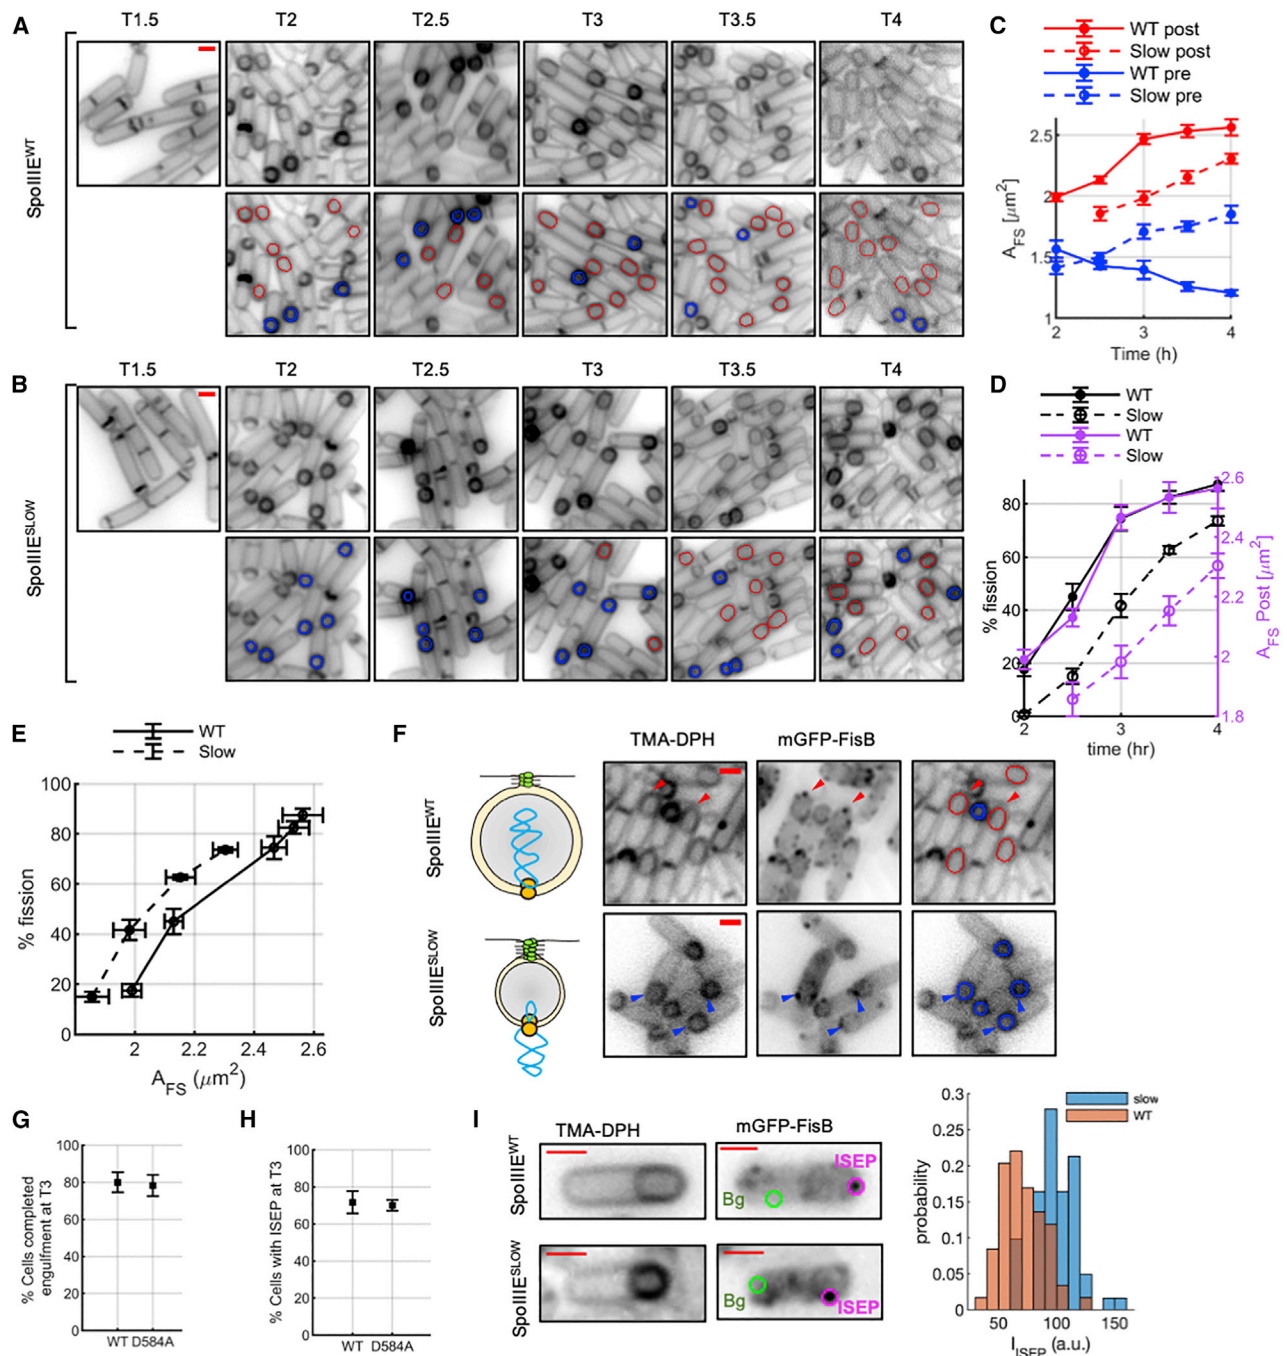 A
T1.5 T2 T2.5 T3 T3.5 T4
SpoIIIE^WT
B
T1.5 T2 T2.5 T3 T3.5 T4
SpoIIIE^SLOW
C
WT post
Slow post
WT pre
Slow pre
2.5
2
1.5
1
A_FS [μm²]
2 3 4
Time (h)
D
WT
Slow
WT
Slow
80
60
40
20
0
% fission
2.6
2.4
2.2
2
1.8
A_FS Post [μm²]
2 3 4
time (hr)
E
WT
Slow
100
80
60
40
20
0
% fission
2 2.2 2.4 2.6
A_FS (μm²)
F
TMA-DPH mGFP-FisB
SpoIIIE^WT
SpoIIIE^SLOW
G
100
80
60
40
20
0
% Cells completed
engulfment at T3
WT D584A
H
100
80
60
40
20
0
% Cells with ISEP at T3
WT D584A
I
TMA-DPH mGFP-FisB
SpoIIIE^WT
Bg
ISEP
SpoIIIE^SLOW
Bg
ISEP
slow
WT
0.3
0.25
0.2
0.15
0.1
0.05
0
probability
50 100 150
I_ISEP (a.u.)